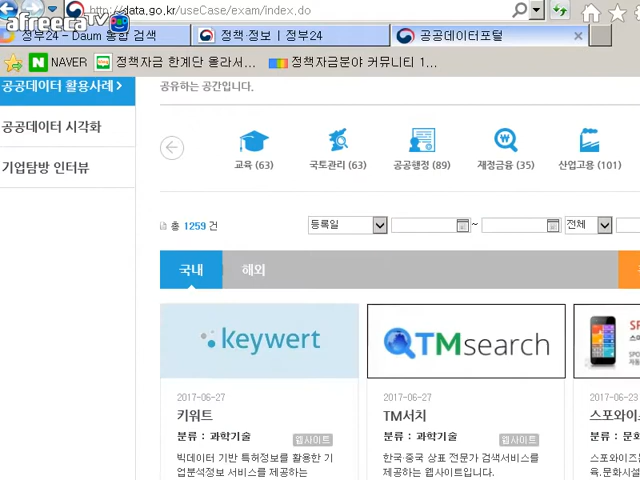 afreeca TV
http://data.go.kr/useCase/exam/index.do
정부24 - Daum 통합 검색
정책·정보 | 정부24
공공데이터포털
NAVER
정책자금 한계단 올라서...
정책자금분야 커뮤니티 1...
공공데이터 활용사례 >
공공데이터 시각화
기업탐방 인터뷰
공유하는 공간입니다.
교육 (63)
국토관리 (63)
공공행정 (89)
재정금융 (35)
산업고용 (101)
총 1259 건
등록일
~
전체
국내
해외
keywert
TMsearch
2017-06-27
키워트
분류 : 과학기술
웹사이트
빅데이터 기반 특허정보를 활용한 기
업분석정보 서비스를 제공하는
2017-06-27
TM서치
분류 : 과학기술
웹사이트
한국·중국 상표 전문가 검색서비스를
제공하는 웹사이트입니다.
2017-06-23
스포와이
분류 : 문화
스포와이즈
육.문화시설